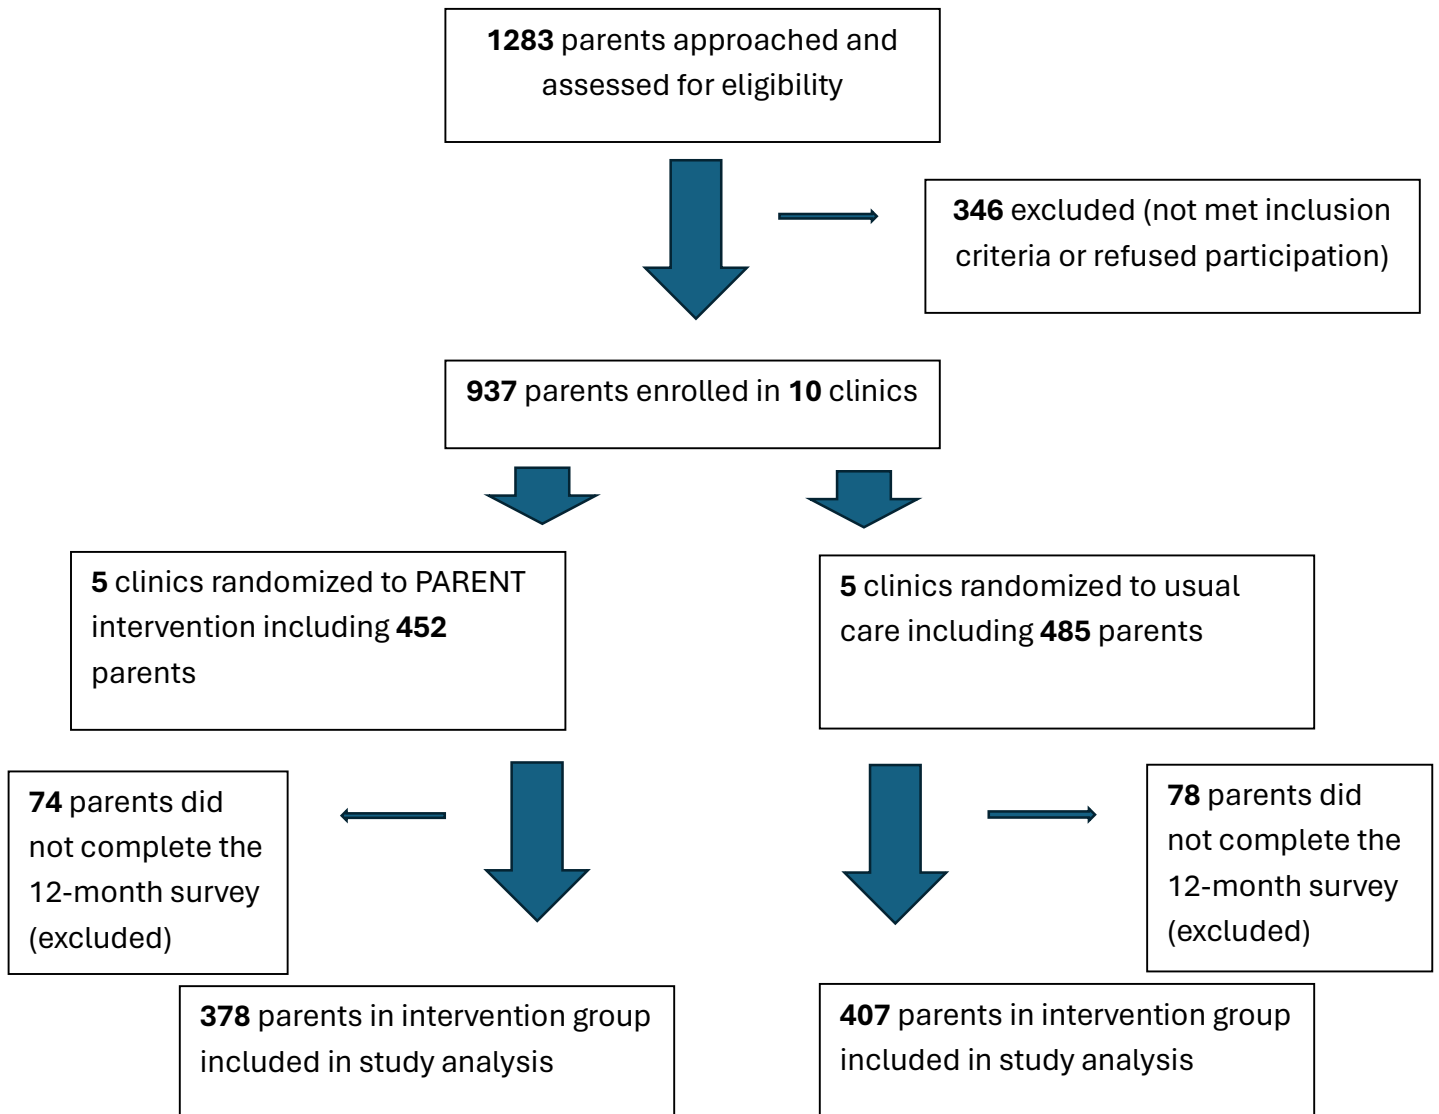 1283 parents approached and
assessed for eligibility
346 excluded (not met inclusion
criteria or refused participation)
937 parents enrolled in 10 clinics
5 clinics randomized to PARENT
intervention including 452
parents
5 clinics randomized to usual
care including 485 parents
74 parents did
not complete the
12-month survey
(excluded)
78 parents did
not complete the
12-month survey
(excluded)
378 parents in intervention group
included in study analysis
407 parents in intervention group
included in study analysis